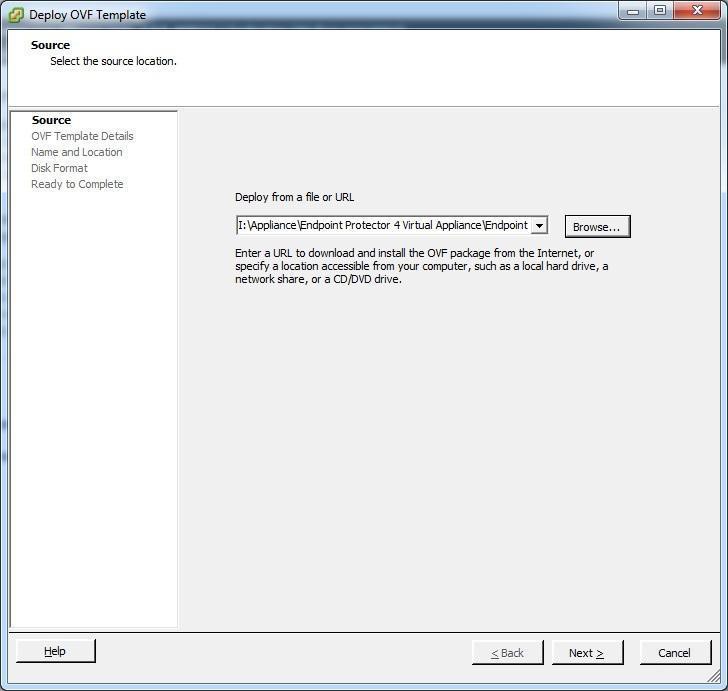 Deploy OVF Template
Source
Select the source location.
Source
OVF Template Details
Name and Location
Disk Format
Ready to Complete
Deploy from a file or URL
I:\Appliance\Endpoint Protector 4 Virtual Appliance\Endpoint
Browse...
Enter a URL to download and install the OVF package from the Internet, or
specify a location accessible from your computer, such as a local hard drive, a
network share, or a CD/DVD drive.
Help
< Back
Next >
Cancel